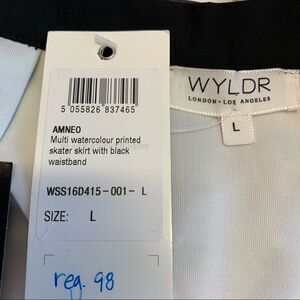 5 055826 837465
AMNEO
Multi watercolour printed
skater skirt with black
waistband
WSS16D415-001- L
SIZE: L
reg. 98
WYLDR
LONDON · LOS ANGELES
L